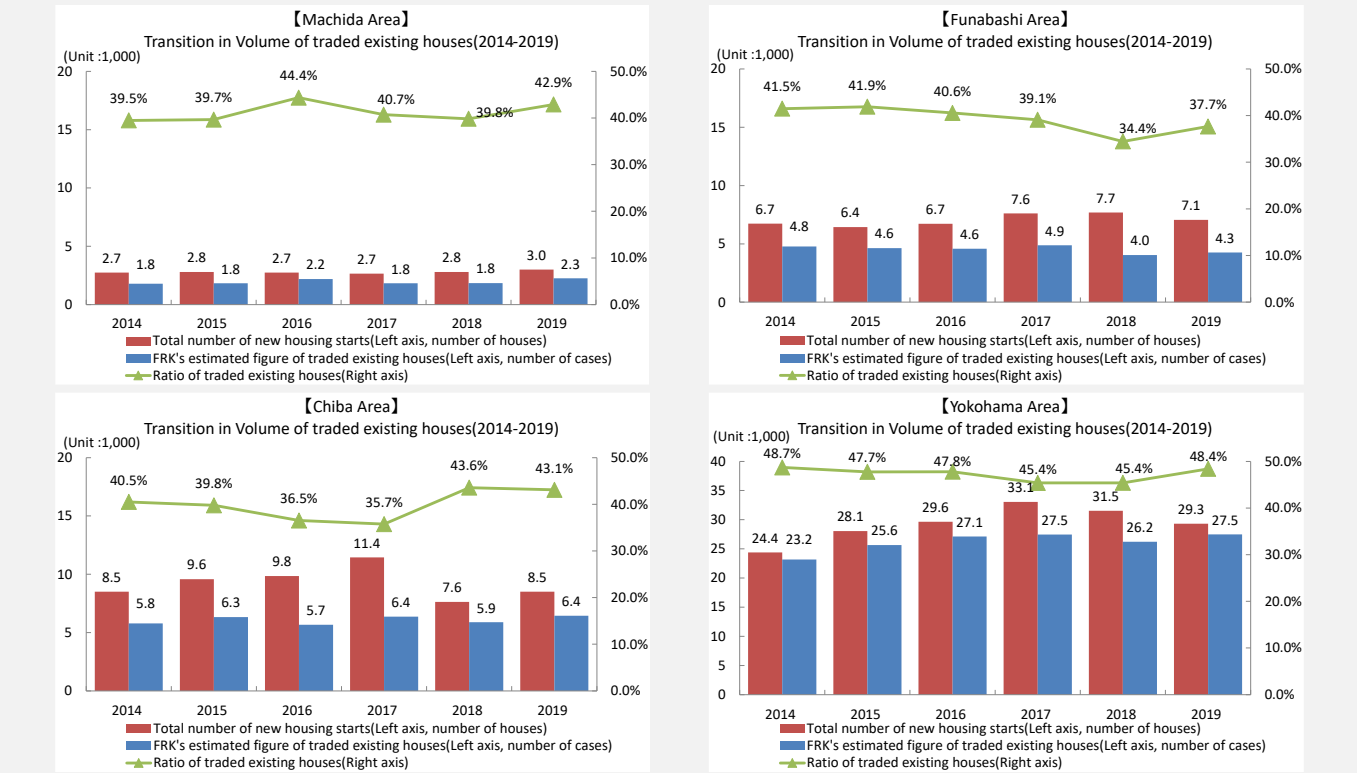 【Machida Area】
Transition in Volume of traded existing houses(2014-2019)
(Unit :1,000)
20
15
10
5
0
50.0%
40.0%
30.0%
20.0%
10.0%
0.0%
39.5% 39.7% 44.4% 40.7% 39.8% 42.9%
2.7 1.8 2.8 1.8 2.7 2.2 2.7 1.8 2.8 1.8 3.0 2.3
2014 2015 2016 2017 2018 2019
Total number of new housing starts(Left axis, number of houses)
FRK's estimated figure of traded existing houses(Left axis, number of cases)
Ratio of traded existing houses(Right axis)
【Funabashi Area】
Transition in Volume of traded existing houses(2014-2019)
(Unit :1,000)
20
15
10
5
0
50.0%
40.0%
30.0%
20.0%
10.0%
0.0%
41.5% 41.9% 40.6% 39.1% 34.4% 37.7%
6.7 4.8 6.4 4.6 6.7 4.6 7.6 4.9 7.7 4.0 7.1 4.3
2014 2015 2016 2017 2018 2019
Total number of new housing starts(Left axis, number of houses)
FRK's estimated figure of traded existing houses(Left axis, number of cases)
Ratio of traded existing houses(Right axis)
【Chiba Area】
Transition in Volume of traded existing houses(2014-2019)
(Unit :1,000)
20
15
10
5
0
50.0%
40.0%
30.0%
20.0%
10.0%
0.0%
40.5% 39.8% 36.5% 35.7% 43.6% 43.1%
8.5 5.8 9.6 6.3 9.8 5.7 11.4 6.4 7.6 5.9 8.5 6.4
2014 2015 2016 2017 2018 2019
Total number of new housing starts(Left axis, number of houses)
FRK's estimated figure of traded existing houses(Left axis, number of cases)
Ratio of traded existing houses(Right axis)
【Yokohama Area】
Transition in Volume of traded existing houses(2014-2019)
(Unit :1,000)
40
35
30
25
20
15
10
5
0
50.0%
40.0%
30.0%
20.0%
10.0%
0.0%
48.7% 47.7% 47.8% 45.4% 45.4% 48.4%
24.4 23.2 28.1 25.6 29.6 27.1 33.1 27.5 31.5 26.2 29.3 27.5
2014 2015 2016 2017 2018 2019
Total number of new housing starts(Left axis, number of houses)
FRK's estimated figure of traded existing houses(Left axis, number of cases)
Ratio of traded existing houses(Right axis)